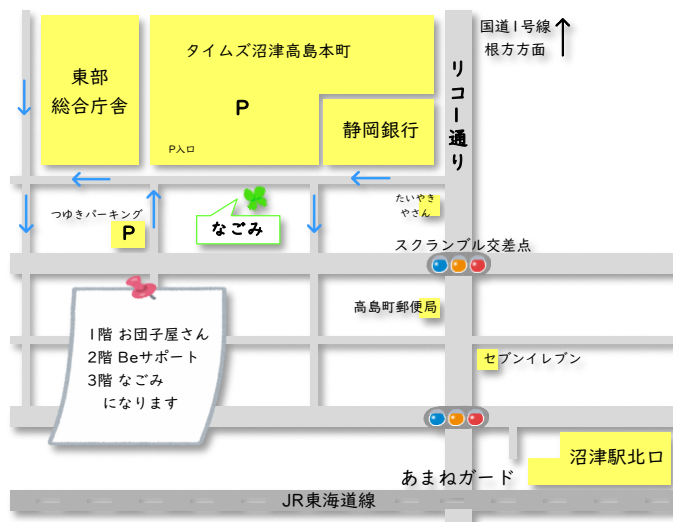 国道1号線
根方方面
タイムズ沼津高島本町
東部
総合庁舎
P
リコー通り
静岡銀行
P入口
たいやき
やさん
つゆきパーキング
P
なごみ
スクランブル交差点
高島町郵便局
1階 お団子屋さん
2階 Beサポート
3階 なごみ
になります
セブンイレブン
沼津駅北口
あまねガード
JR東海道線